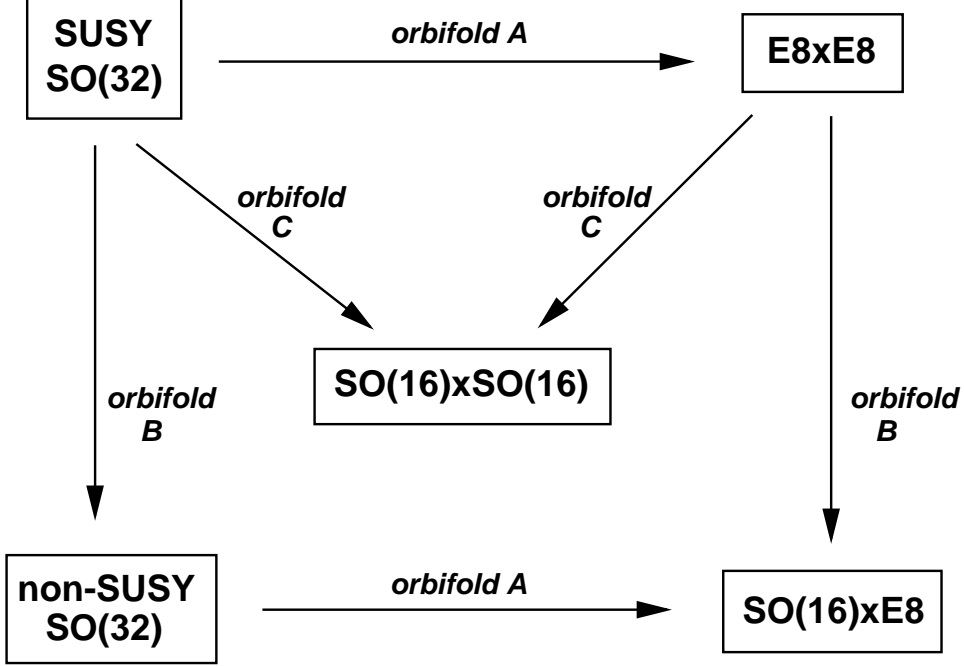 SUSY
SO(32)
orbifold A
E8xE8
orbifold
C
orbifold
C
SO(16)xSO(16)
orbifold
B
orbifold
B
non-SUSY
SO(32)
orbifold A
SO(16)xE8